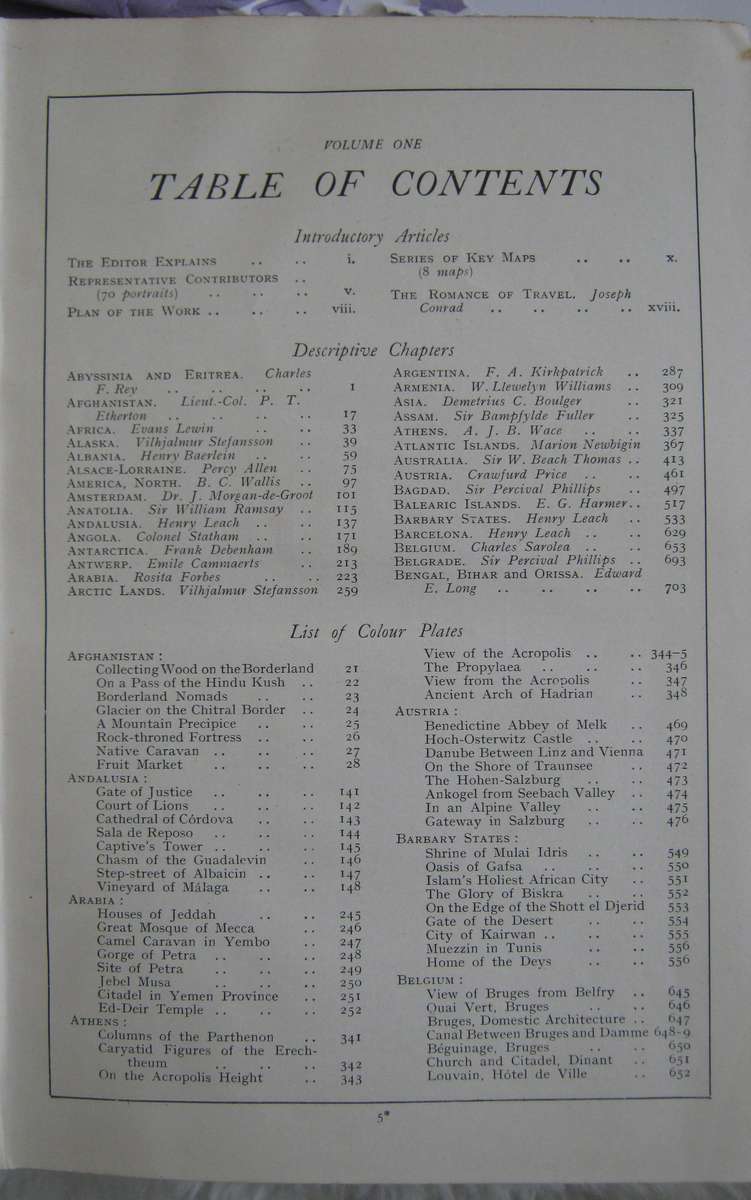 VOLUME ONE
TABLE OF CONTENTS
Introductory Articles
THE EDITOR EXPLAINS .. .. i.
REPRESENTATIVE CONTRIBUTORS ..
(70 portraits) .. .. .. v.
PLAN OF THE WORK .. .. .. viii.
SERIES OF KEY MAPS .. .. x.
(8 maps)
THE ROMANCE OF TRAVEL. Joseph
Conrad .. .. .. .. xviii.
Descriptive Chapters
ABYSSINIA AND ERITREA. Charles
F. Rey .. .. .. .. 1
AFGHANISTAN. Lieut.-Col. P. T.
Etherton .. .. .. .. 17
AFRICA. Evans Lewin .. .. 33
ALASKA. Vilhjalmur Stefansson .. 39
ALBANIA. Henry Baerlein .. .. 59
ALSACE-LORRAINE. Percy Allen .. 75
AMERICA, NORTH. B. C. Wallis .. 97
AMSTERDAM. Dr. J. Morgan-de-Groot 101
ANATOLIA. Sir William Ramsay .. 115
ANDALUSIA. Henry Leach .. .. 137
ANGOLA. Colonel Statham .. .. 171
ANTARCTICA. Frank Debenham .. 189
ANTWERP. Emile Cammaerts .. 213
ARABIA. Rosita Forbes .. .. 223
ARCTIC LANDS. Vilhjalmur Stefansson 259
ARGENTINA. F. A. Kirkpatrick .. 287
ARMENIA. W. Llewelyn Williams .. 309
ASIA. Demetrius C. Boulger .. 321
ASSAM. Sir Bampfylde Fuller .. 325
ATHENS. A. J. B. Wace .. .. 337
ATLANTIC ISLANDS. Marion Newbigin 367
AUSTRALIA. Sir W. Beach Thomas .. 413
AUSTRIA. Crawfurd Price .. .. 461
BAGDAD. Sir Percival Phillips .. 497
BALEARIC ISLANDS. E. G. Harmer .. 517
BARBARY STATES. Henry Leach .. 533
BARCELONA. Henry Leach .. .. 629
BELGIUM. Charles Sarolea .. .. 653
BELGRADE. Sir Percival Phillips .. 693
BENGAL, BIHAR AND ORISSA. Edward
E. Long .. .. .. .. 703
List of Colour Plates
AFGHANISTAN :
Collecting Wood on the Borderland 21
On a Pass of the Hindu Kush .. 22
Borderland Nomads .. .. 23
Glacier on the Chitral Border .. 24
A Mountain Precipice .. .. 25
Rock-throned Fortress .. .. 26
Native Caravan .. .. .. 27
Fruit Market .. .. .. 28
ANDALUSIA :
Gate of Justice .. .. .. 141
Court of Lions .. .. .. 142
Cathedral of Córdova .. .. 143
Sala de Reposo .. .. .. 144
Captive's Tower .. .. .. 145
Chasm of the Guadalevin .. 146
Step-street of Albaicin .. .. 147
Vineyard of Málaga .. .. 148
ARABIA :
Houses of Jeddah .. .. 245
Great Mosque of Mecca .. 246
Camel Caravan in Yembo .. 247
Gorge of Petra .. .. .. 248
Site of Petra .. .. .. 249
Jebel Musa .. .. .. 250
Citadel in Yemen Province .. 251
Ed-Deir Temple .. .. .. 252
ATHENS :
Columns of the Parthenon .. 341
Caryatid Figures of the Erech-
theum .. .. .. 342
On the Acropolis Height .. 343
View of the Acropolis .. .. 344-5
The Propylaea .. .. .. 346
View from the Acropolis .. 347
Ancient Arch of Hadrian .. 348
AUSTRIA :
Benedictine Abbey of Melk .. 469
Hoch-Osterwitz Castle .. .. 470
Danube Between Linz and Vienna 471
On the Shore of Traunsee .. 472
The Hohen-Salzburg .. .. 473
Ankogel from Seebach Valley .. 474
In an Alpine Valley .. .. 475
Gateway in Salzburg .. .. 476
BARBARY STATES :
Shrine of Mulai Idris .. .. 549
Oasis of Gafsa .. .. .. 550
Islam's Holiest African City .. 551
The Glory of Biskra .. .. 552
On the Edge of the Shott el Djerid 553
Gate of the Desert .. .. 554
City of Kairwan .. .. .. 555
Muezzin in Tunis .. .. 556
Home of the Deys .. .. 556
BELGIUM :
View of Bruges from Belfry .. 645
Quai Vert, Bruges .. .. 646
Bruges, Domestic Architecture .. 647
Canal Between Bruges and Damme 648-9
Béguinage, Bruges .. .. 650
Church and Citadel, Dinant .. 651
Louvain, Hôtel de Ville .. 652
5*